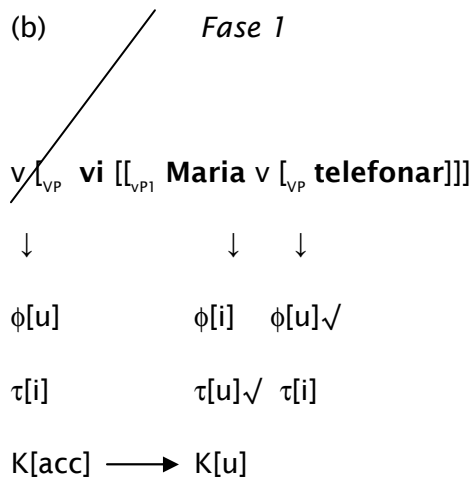 (b) Fase 1
v [VP vi [[vP1 Maria v [VP telefonar]]]
↓ ↓ ↓
ϕ[u] ϕ[i] ϕ[u]√
τ[i] τ[u]√ τ[i]
K[acc] → K[u]